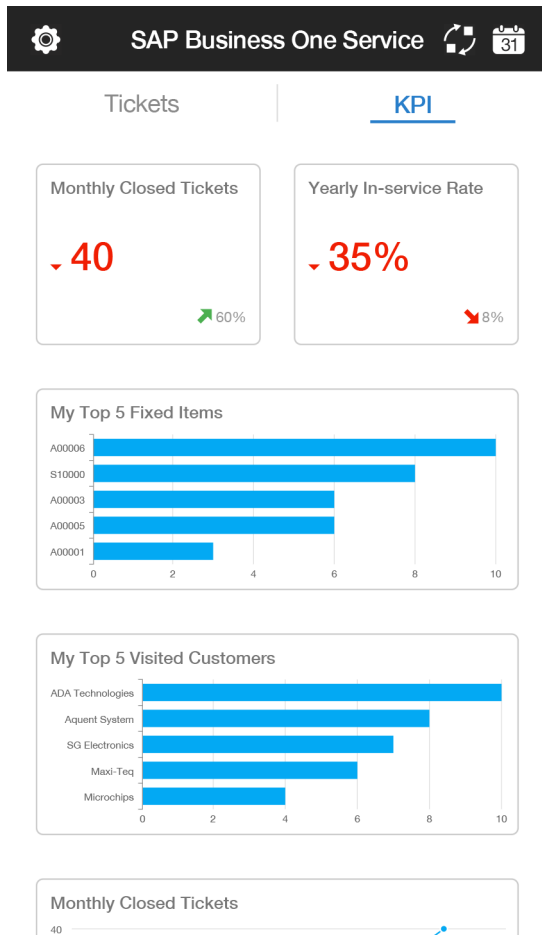 SAP Business One Service
31
Tickets
KPI
Monthly Closed Tickets
40
60%
Yearly In-service Rate
35%
8%
My Top 5 Fixed Items
A00006
S10000
A00003
A00005
A00001
0 2 4 6 8 10
My Top 5 Visited Customers
ADA Technologies
Aquent System
SG Electronics
Maxi-Teq
Microchips
0 2 4 6 8 10
Monthly Closed Tickets
40